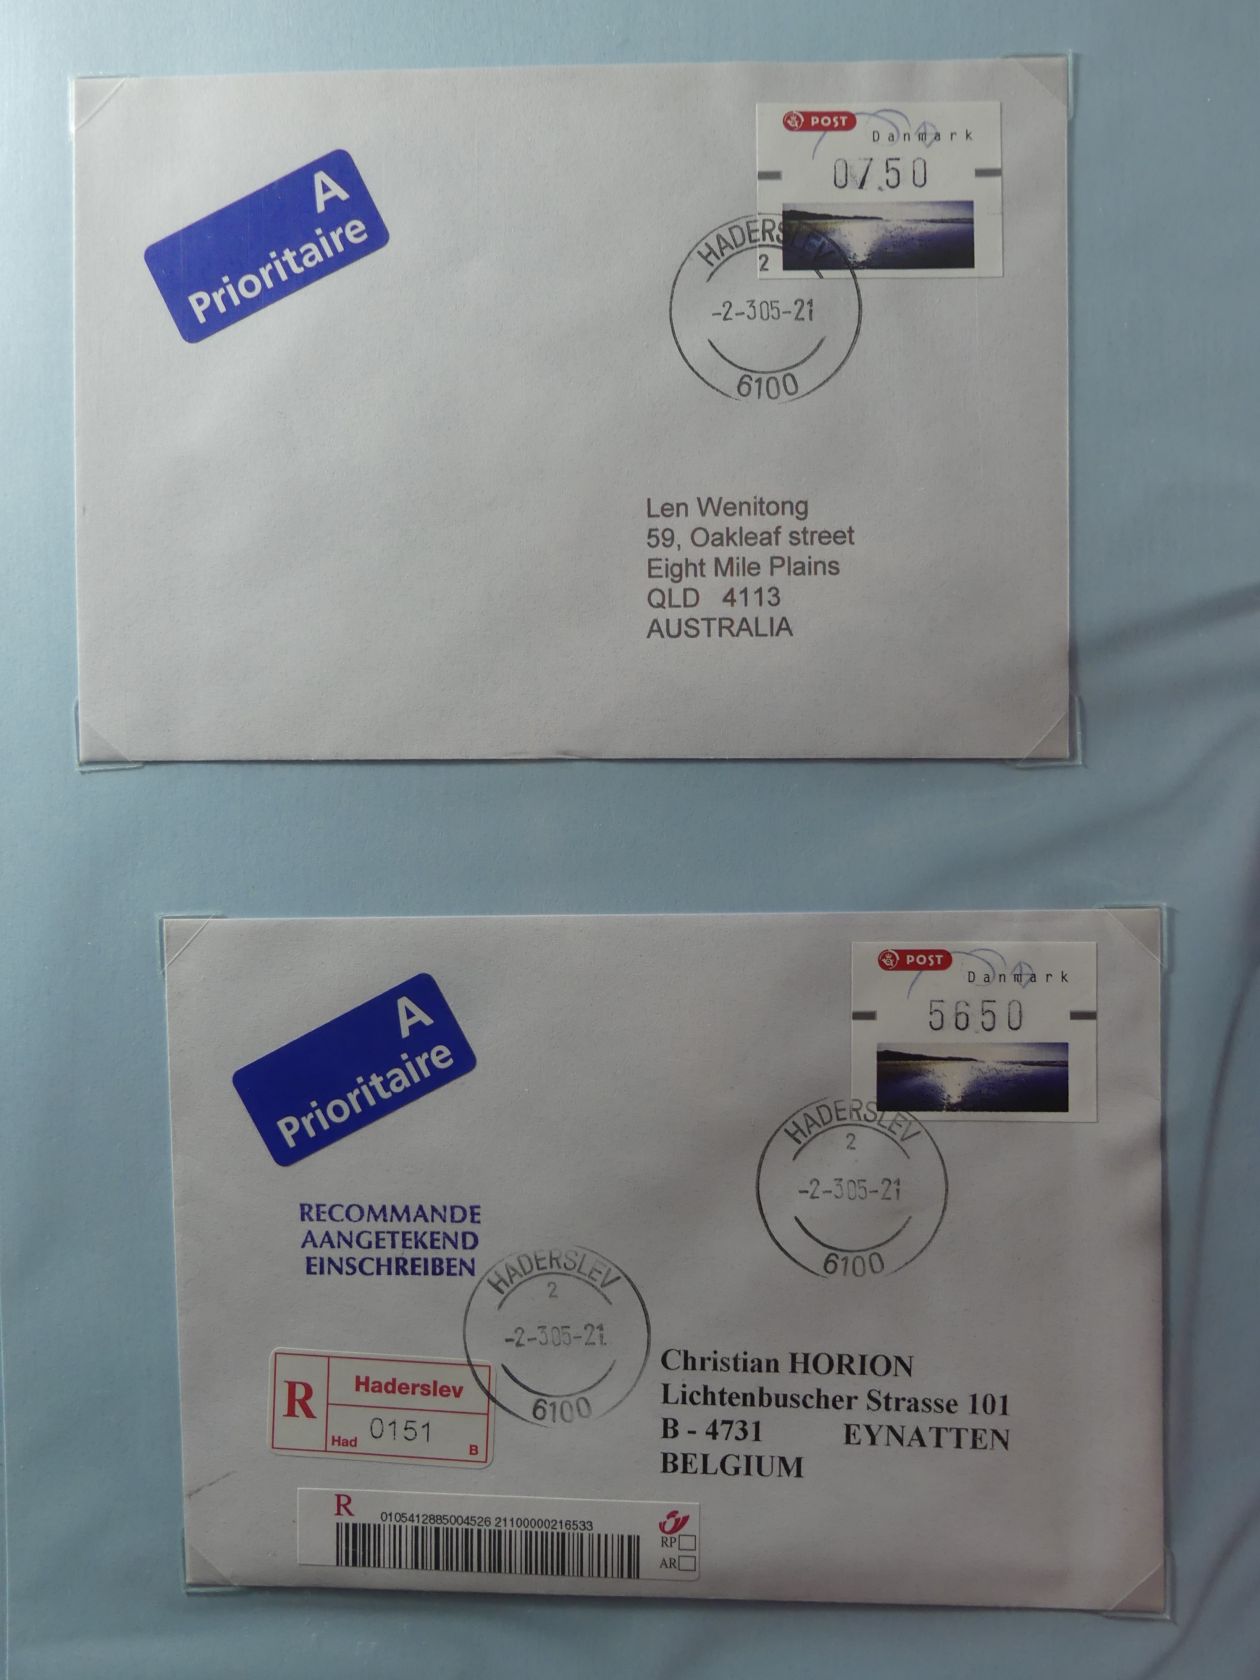 POST
Danmark
07.50
A
Prioritaire
HADERSLEV
2
-2-305-21
6100
Len Wenitong
59, Oakleaf street
Eight Mile Plains
QLD 4113
AUSTRALIA
POST
Danmark
5650
A
Prioritaire
HADERSLEV
2
-2-305-21
6100
RECOMMANDE
AANGETEKEND
EINSCHREIBEN
HADERSLEV
2
-2-305-21
6100
R
Haderslev
Had 0151 B
Christian HORION
Lichtenbuscher Strasse 101
B - 4731 EYNATTEN
BELGIUM
R
0105412885004526 21100000216533
RP
AR